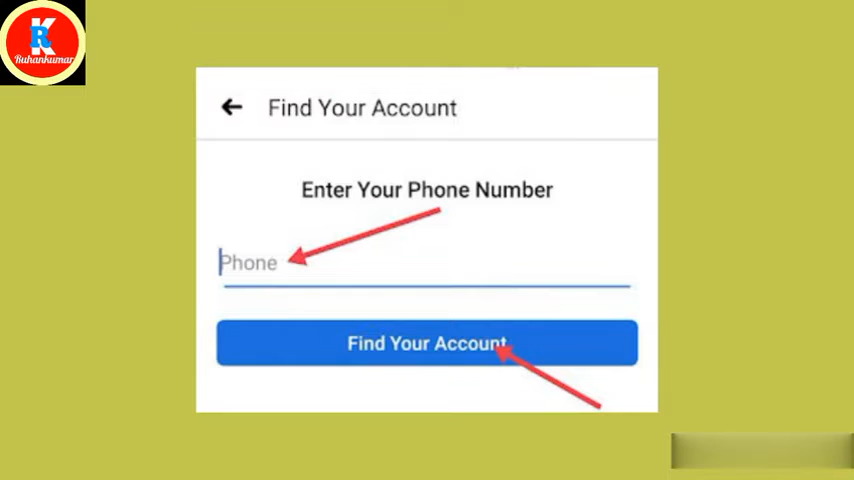 K
R
Ruhankumar
Find Your Account
Enter Your Phone Number
Phone
Find Your Account